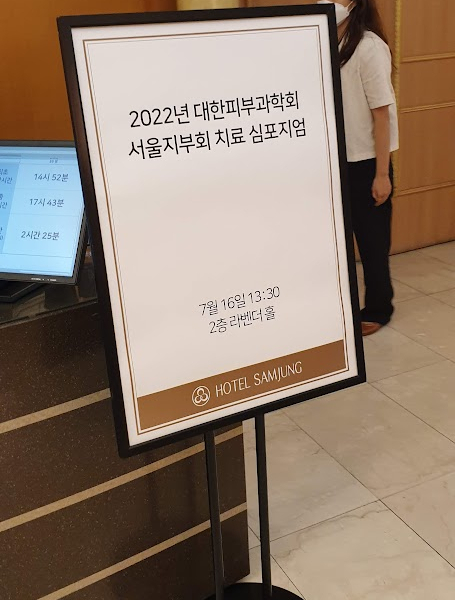 2022년 대한피부과학회
서울지부회 치료 심포지엄
7월 16일 13:30
2층 라벤더 홀
HOTEL SAMJUNG
14시 52분
17시 43분
2시간 25분